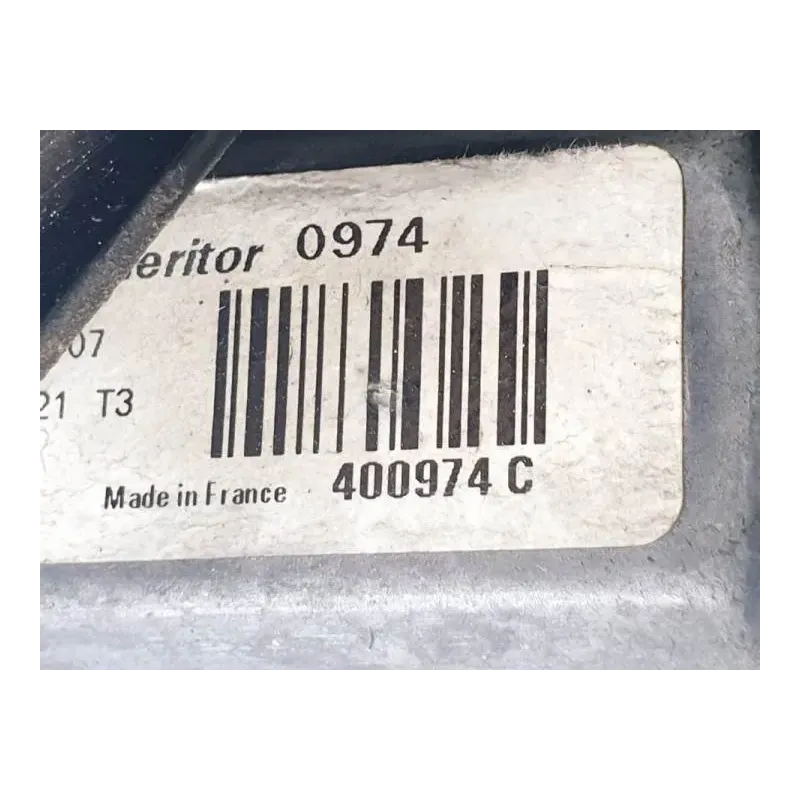 eritor 0974
07
21 T3
Made in France 400974 C